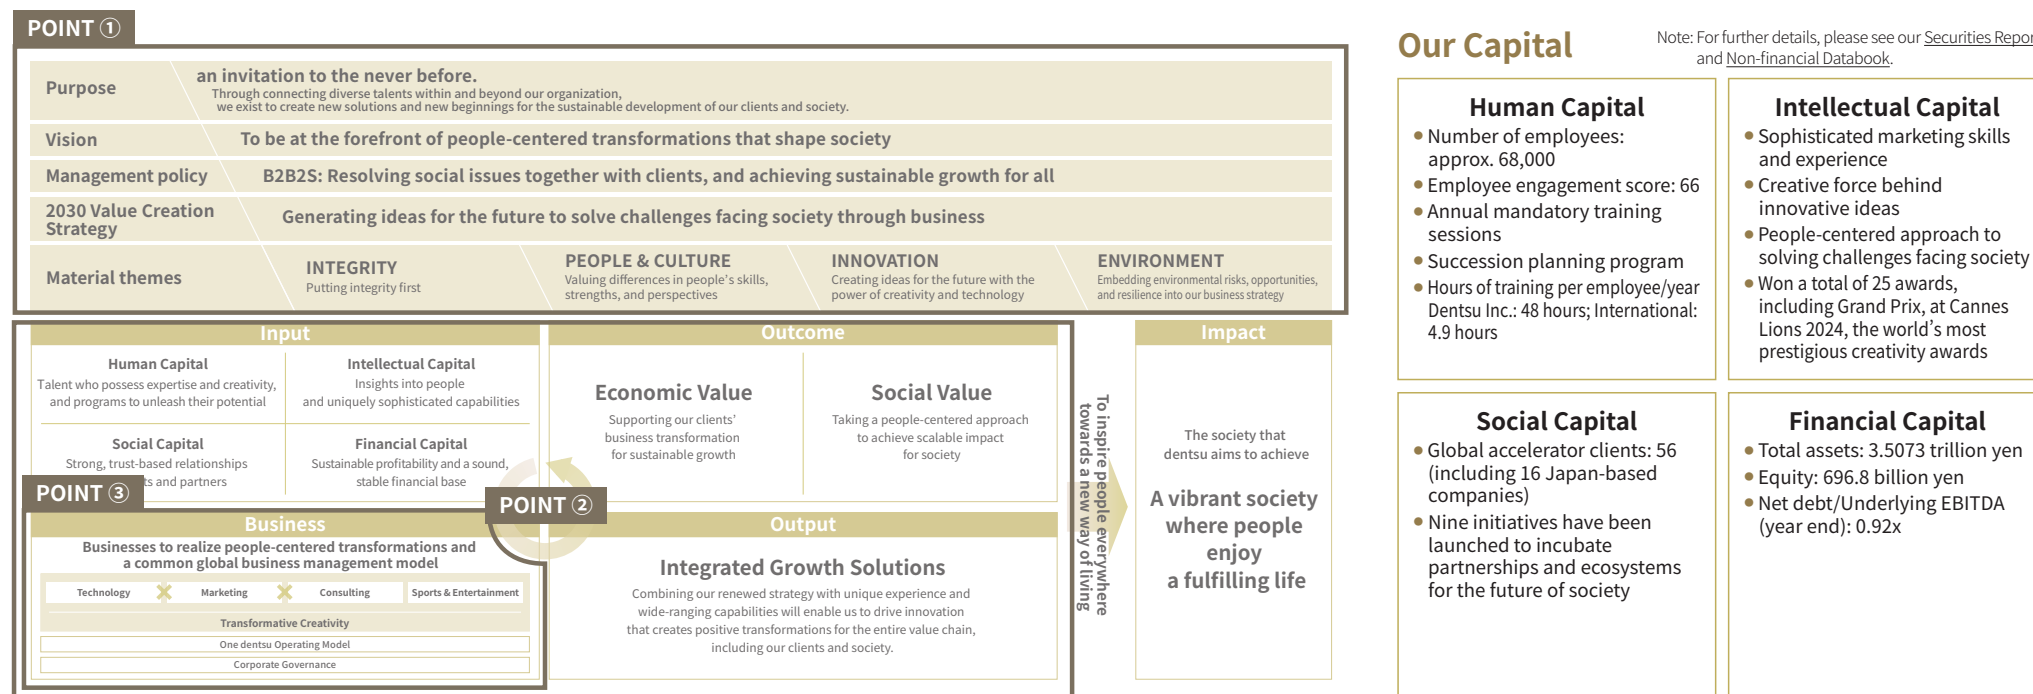 POINT ①
Purpose
an invitation to the never before.
Through connecting diverse talents within and beyond our organization,
we exist to create new solutions and new beginnings for the sustainable development of our clients and society.
Vision
To be at the forefront of people-centered transformations that shape society
Management policy
B2B2S: Resolving social issues together with clients, and achieving sustainable growth for all
2030 Value Creation
Strategy
Generating ideas for the future to solve challenges facing society through business
Material themes
INTEGRITY
Putting integrity first
PEOPLE & CULTURE
Valuing differences in people's skills,
strengths, and perspectives
INNOVATION
Creating ideas for the future with the
power of creativity and technology
ENVIRONMENT
Embedding environmental risks, opportunities,
and resilience into our business strategy
Input
Human Capital
Talent who possess expertise and creativity,
and programs to unleash their potential
Intellectual Capital
Insights into people
and uniquely sophisticated capabilities
Social Capital
Strong, trust-based relationships
ts and partners
Financial Capital
Sustainable profitability and a sound,
stable financial base
POINT ③
POINT ②
Business
Businesses to realize people-centered transformations and
a common global business management model
Technology
Marketing
Consulting
Sports & Entertainment
Transformative Creativity
One dentsu Operating Model
Corporate Governance
Outcome
Economic Value
Supporting our clients'
business transformation
for sustainable growth
Social Value
Taking a people-centered approach
to achieve scalable impact
for society
Output
Integrated Growth Solutions
Combining our renewed strategy with unique experience and
wide-ranging capabilities will enable us to drive innovation
that creates positive transformations for the entire value chain,
including our clients and society.
To inspire people everywhere
towards a new way of living
Impact
The society that
dentsu aims to achieve
A vibrant society
where people
enjoy
a fulfilling life
Our Capital
Note: For further details, please see our Securities Repor
and Non-financial Databook.
Human Capital
• Number of employees:
approx. 68,000
• Employee engagement score: 66
• Annual mandatory training
sessions
• Succession planning program
• Hours of training per employee/year
Dentsu Inc.: 48 hours; International:
4.9 hours
Intellectual Capital
• Sophisticated marketing skills
and experience
• Creative force behind
innovative ideas
• People-centered approach to
solving challenges facing society
• Won a total of 25 awards,
including Grand Prix, at Cannes
Lions 2024, the world's most
prestigious creativity awards
Social Capital
• Global accelerator clients: 56
(including 16 Japan-based
companies)
• Nine initiatives have been
launched to incubate
partnerships and ecosystems
for the future of society
Financial Capital
• Total assets: 3.5073 trillion yen
• Equity: 696.8 billion yen
• Net debt/Underlying EBITDA
(year end): 0.92x